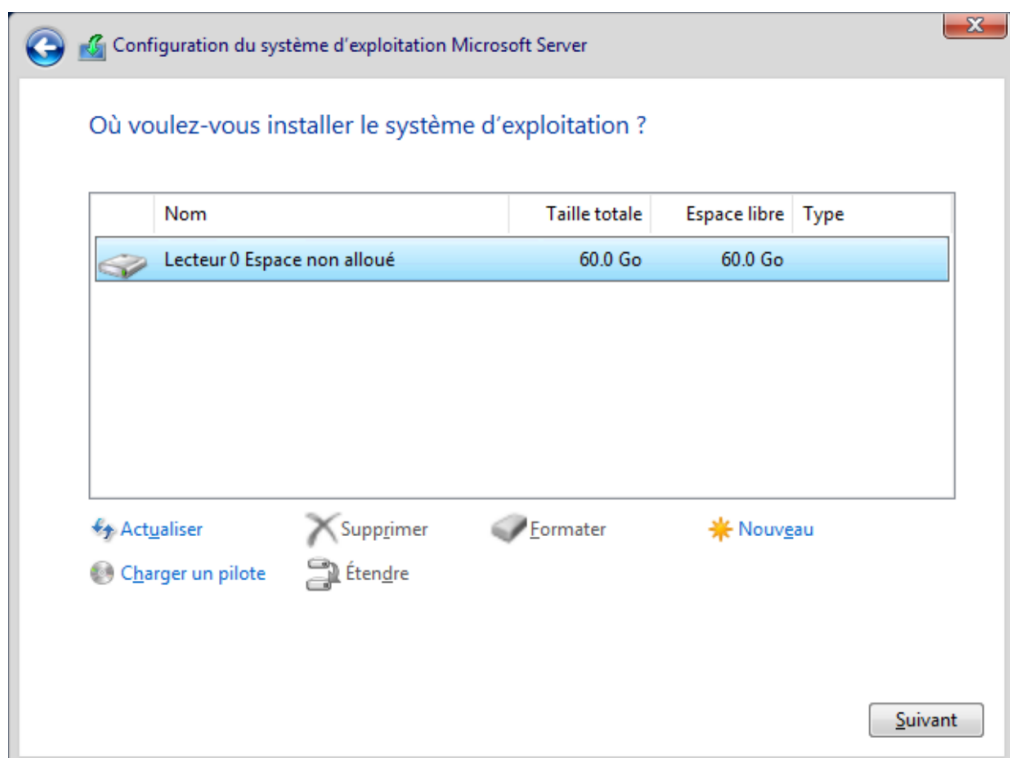 Configuration du système d'exploitation Microsoft Server
Où voulez-vous installer le système d'exploitation ?
Nom Taille totale Espace libre Type
Lecteur 0 Espace non alloué 60.0 Go 60.0 Go
Actualiser Supprimer Formater Nouveau
Charger un pilote Étendre
Suivant